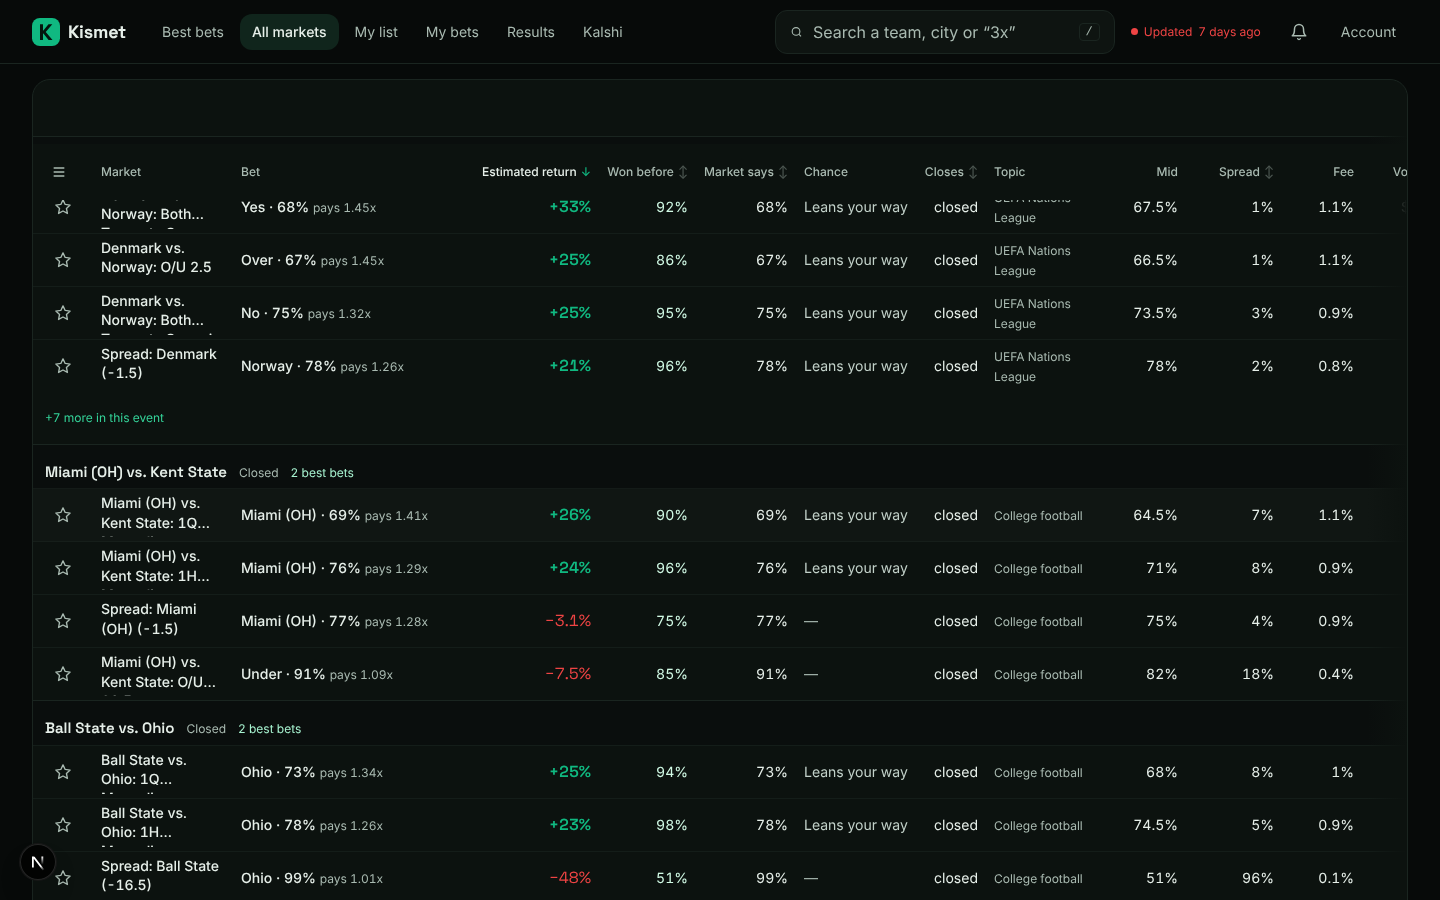 Kismet
Best bets
All markets
My list
My bets
Results
Kalshi
Search a team, city or “3x”
/
Updated 7 days ago
Account
Market
Bet
Estimated return ↓
Won before
Market says
Chance
Closes
Topic
Mid
Spread
Fee
Vo
Norway: Both...
Yes · 68% pays 1.45x
+33%
92%
68%
Leans your way
closed
UEFA Nations
League
67.5%
1%
1.1%
Denmark vs.
Norway: O/U 2.5
Over · 67% pays 1.45x
+25%
86%
67%
Leans your way
closed
UEFA Nations
League
66.5%
1%
1.1%
Denmark vs.
Norway: Both...
No · 75% pays 1.32x
+25%
95%
75%
Leans your way
closed
UEFA Nations
League
73.5%
3%
0.9%
Spread: Denmark
(-1.5)
Norway · 78% pays 1.26x
+21%
96%
78%
Leans your way
closed
UEFA Nations
League
78%
2%
0.8%
+7 more in this event
Miami (OH) vs. Kent State Closed 2 best bets
Miami (OH) vs.
Kent State: 1Q...
Miami (OH) · 69% pays 1.41x
+26%
90%
69%
Leans your way
closed
College football
64.5%
7%
1.1%
Miami (OH) vs.
Kent State: 1H...
Miami (OH) · 76% pays 1.29x
+24%
96%
76%
Leans your way
closed
College football
71%
8%
0.9%
Spread: Miami
(OH) (-1.5)
Miami (OH) · 77% pays 1.28x
−3.1%
75%
77%
—
closed
College football
75%
4%
0.9%
Miami (OH) vs.
Kent State: O/U...
Under · 91% pays 1.09x
−7.5%
85%
91%
—
closed
College football
82%
18%
0.4%
Ball State vs. Ohio Closed 2 best bets
Ball State vs.
Ohio: 1Q...
Ohio · 73% pays 1.34x
+25%
94%
73%
Leans your way
closed
College football
68%
8%
1%
Ball State vs.
Ohio: 1H...
Ohio · 78% pays 1.26x
+23%
98%
78%
Leans your way
closed
College football
74.5%
5%
0.9%
Spread: Ball State
(-16.5)
Ohio · 99% pays 1.01x
−48%
51%
99%
—
closed
College football
51%
96%
0.1%